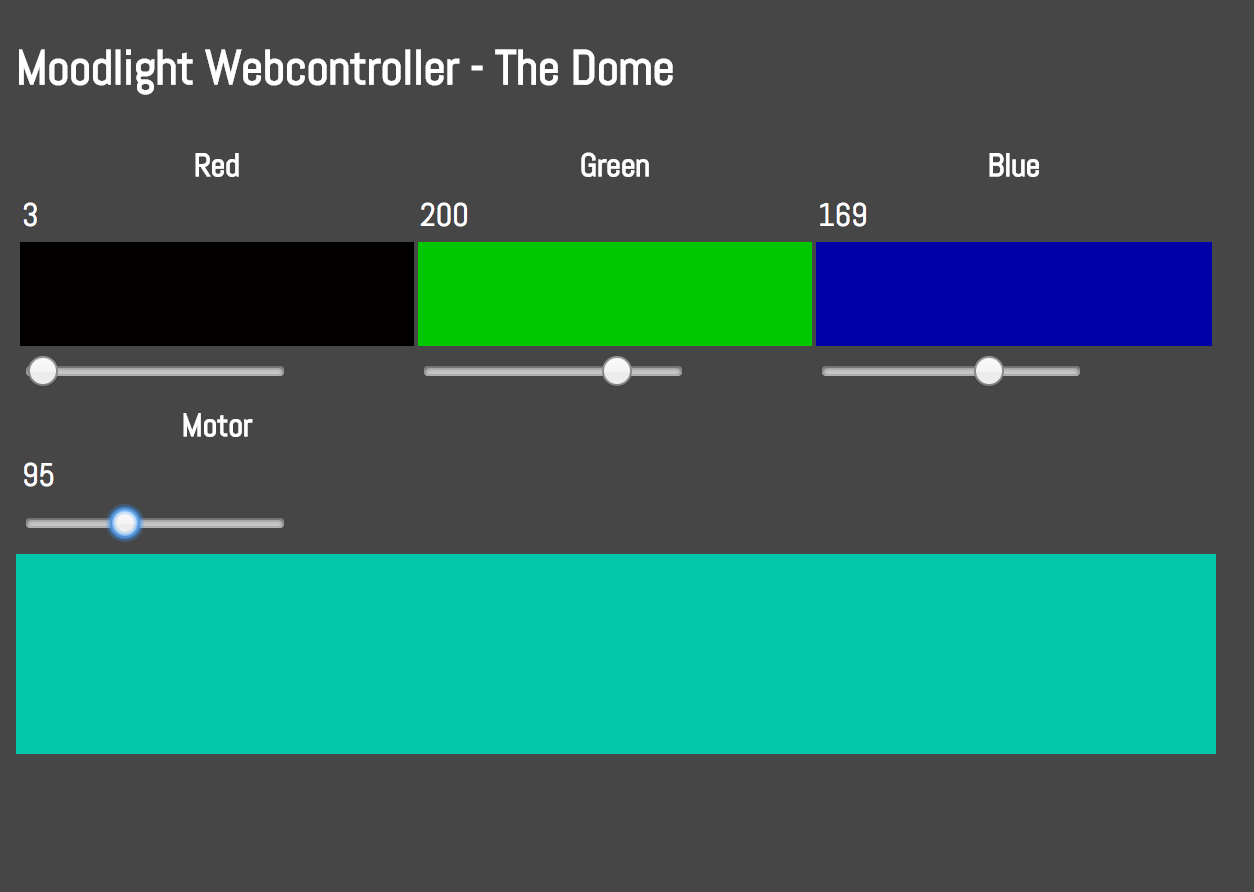 Moodlight Webcontroller - The Dome
Red Green Blue
3 200 169
Motor
95